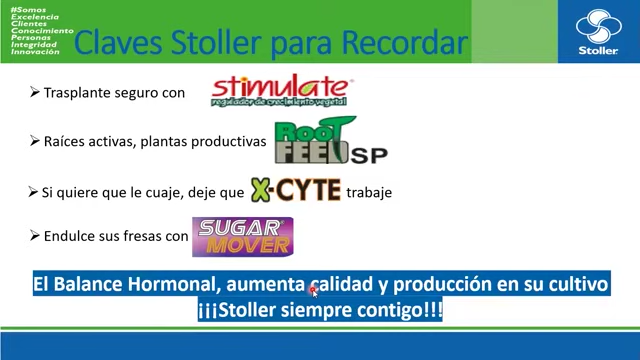 #Somos
Excelencia
Clientes
Conocimiento
Personas
Integridad
Innovación
Claves Stoller para Recordar
Stoller
Trasplante seguro con stimulate
regulador de crecimiento vegetal
Raíces activas, plantas productivas ROOT FEED SP
Si quiere que le cuaje, deje que X-CYTE trabaje
Endulce sus fresas con SUGAR MOVER
El Balance Hormonal, aumenta calidad y producción en su cultivo
¡¡¡Stoller siempre contigo!!!